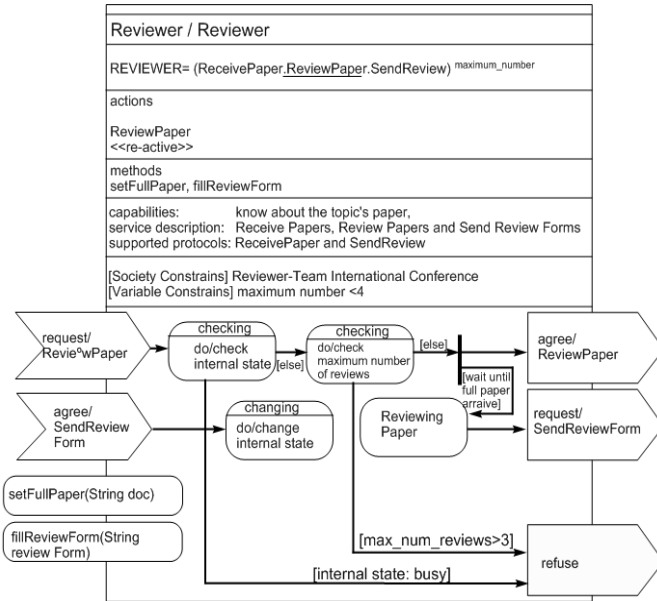 Reviewer / Reviewer
REVIEWER= (ReceivePaper.ReviewPaper.SendReview) maximum_number
actions
ReviewPaper
<<re-active>>
methods
setFullPaper, fillReviewForm
capabilities: know about the topic's paper,
service description: Receive Papers, Review Papers and Send Review Forms
supported protocols: ReceivePaper and SendReview
[Society Constrains] Reviewer-Team International Conference
[Variable Constrains] maximum number <4
request/
RevieºwPaper
checking
do/check
internal state
[else]
checking
do/check
maximum number
of reviews
[else]
agree/
ReviewPaper
[wait until
full paper
arraive]
agree/
SendReview
Form
changing
do/change
internal state
Reviewing
Paper
request/
SendReviewForm
setFullPaper(String doc)
fillReviewForm(String
review Form)
[max_num_reviews>3]
refuse
[internal state: busy]